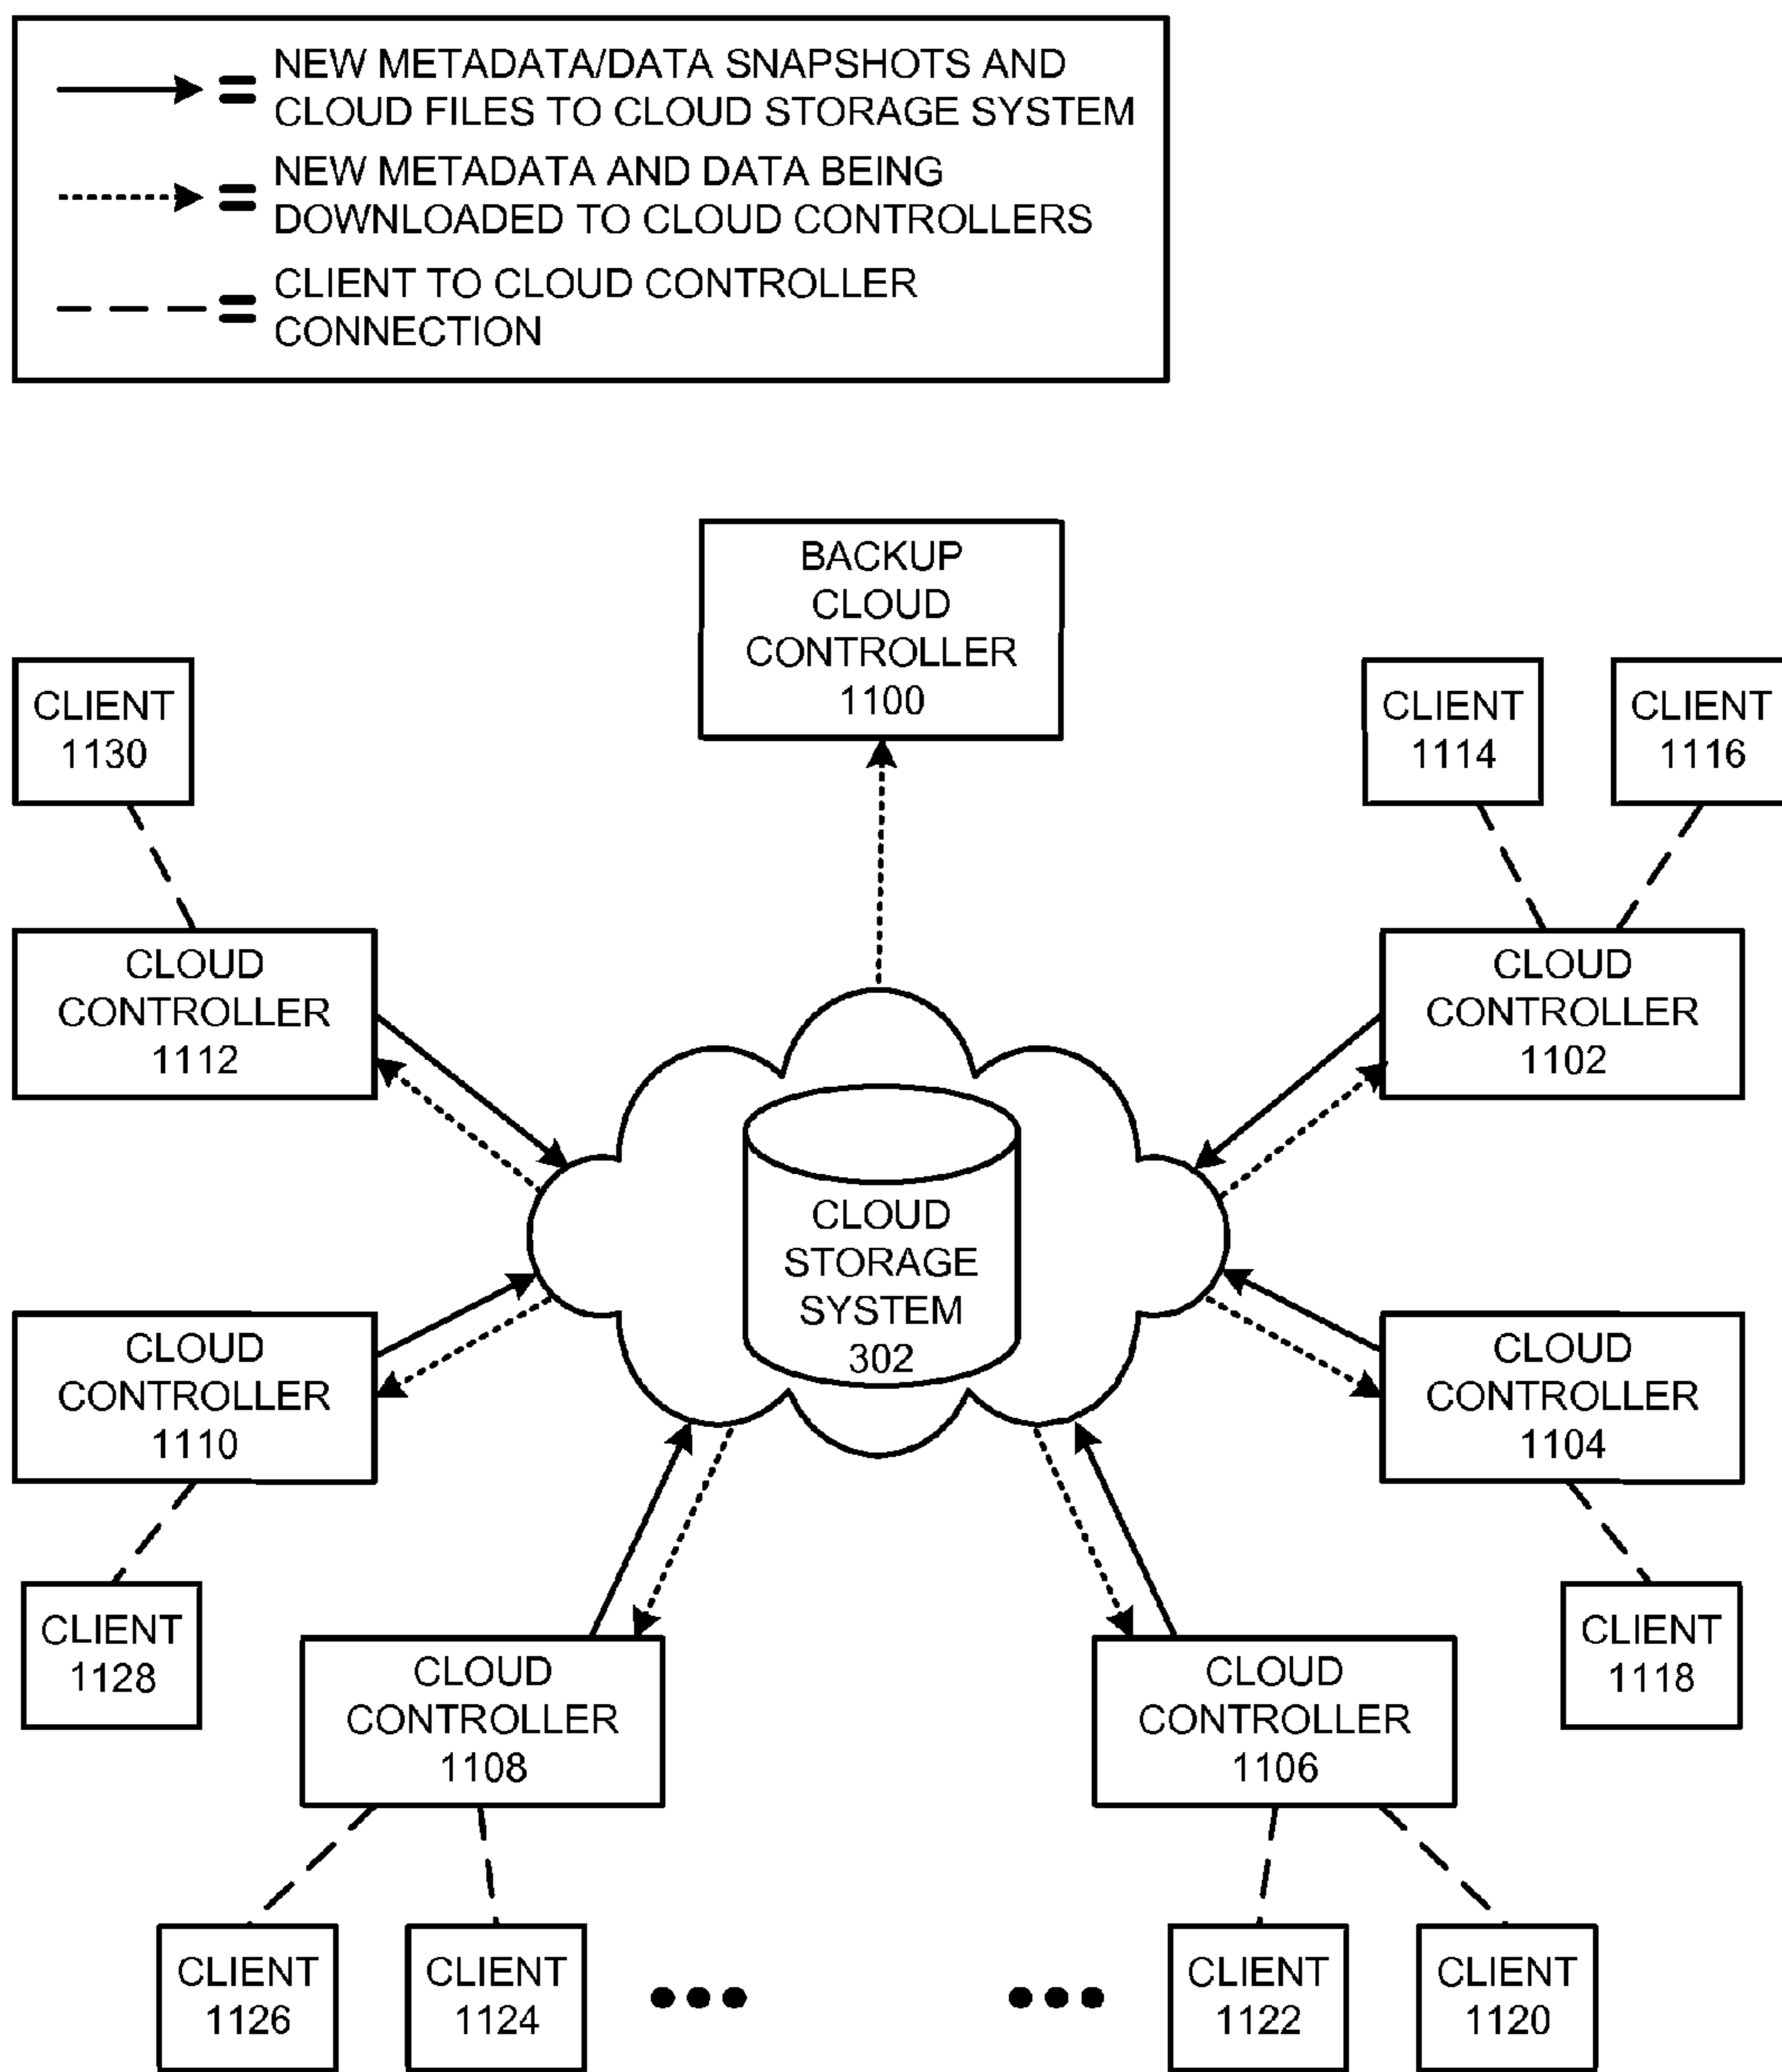 NEW METADATA/DATA SNAPSHOTS AND
CLOUD FILES TO CLOUD STORAGE SYSTEM
NEW METADATA AND DATA BEING
DOWNLOADED TO CLOUD CONTROLLERS
CLIENT TO CLOUD CONTROLLER
CONNECTION
BACKUP
CLOUD
CONTROLLER
1100
CLIENT
1130
CLIENT
1114
CLIENT
1116
CLOUD
CONTROLLER
1112
CLOUD
CONTROLLER
1102
CLOUD
STORAGE
SYSTEM
302
CLOUD
CONTROLLER
1110
CLOUD
CONTROLLER
1104
CLIENT
1128
CLIENT
1118
CLOUD
CONTROLLER
1108
CLOUD
CONTROLLER
1106
CLIENT
1126
CLIENT
1124
CLIENT
1122
CLIENT
1120